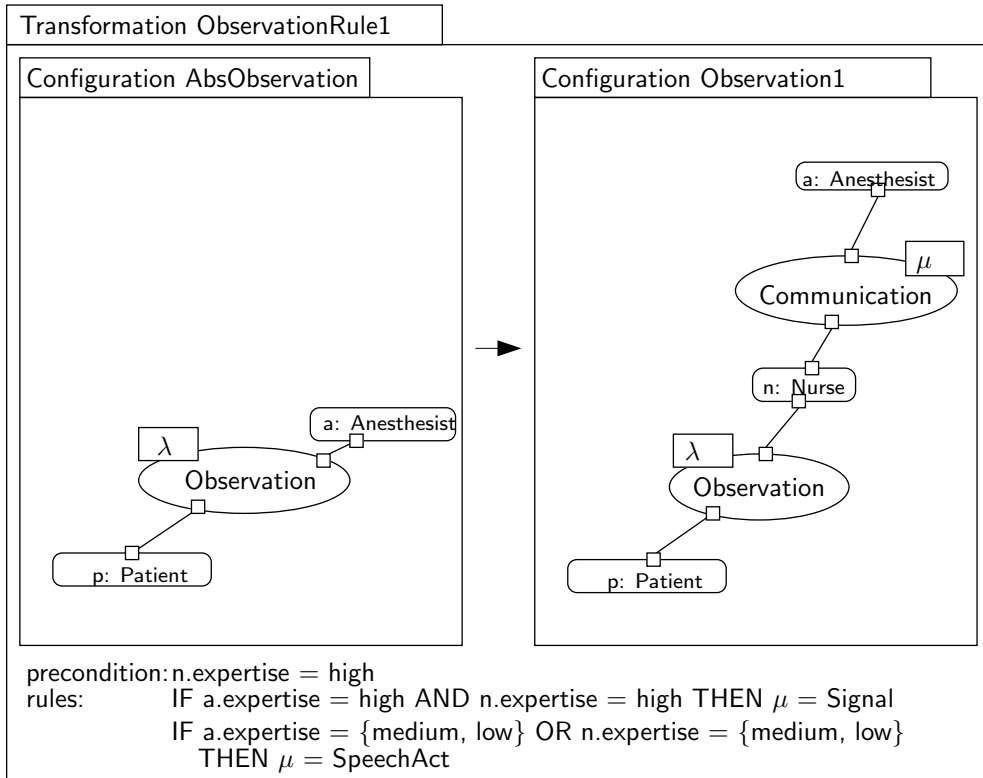 Transformation ObservationRule1
Configuration AbsObservation
Configuration Observation1
a: Anesthesist
λ
Observation
p: Patient
a: Anesthesist
μ
Communication
n: Nurse
λ
Observation
p: Patient
precondition: n.expertise = high
rules: IF a.expertise = high AND n.expertise = high THEN μ = Signal
IF a.expertise = {medium, low} OR n.expertise = {medium, low}
THEN μ = SpeechAct